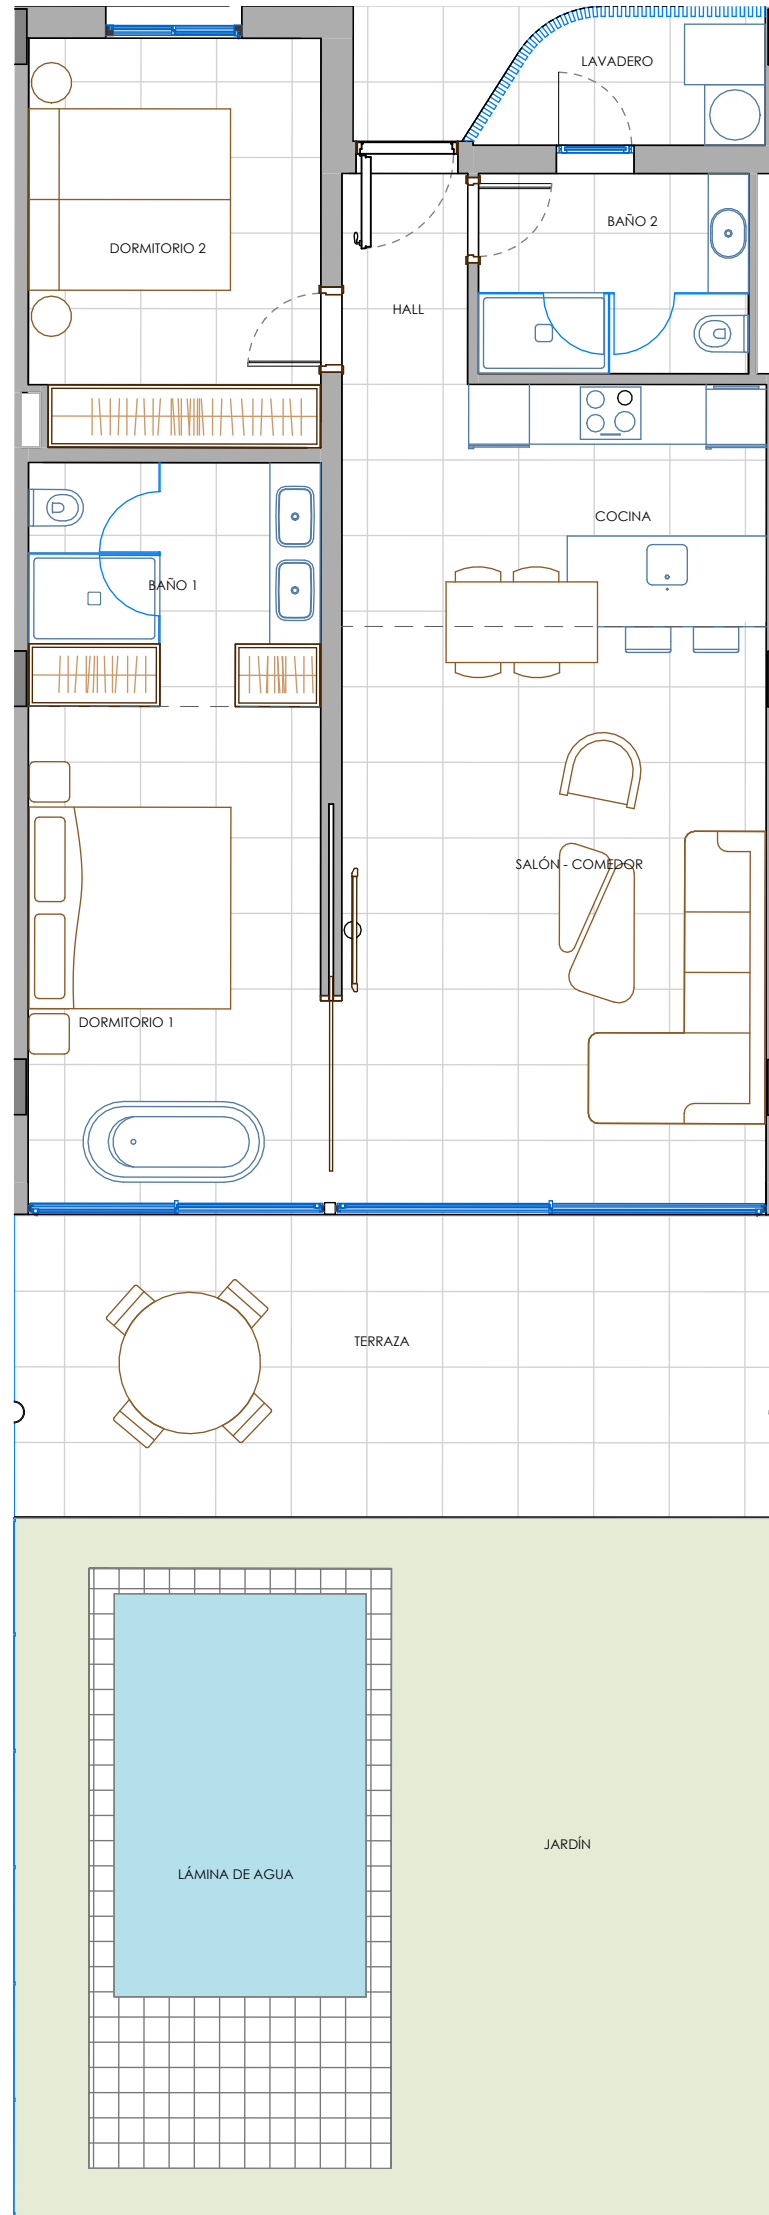 LAVADERO
BAÑO 2
DORMITORIO 2
HALL
COCINA
BAÑO 1
SALÓN - COMEDOR
DORMITORIO 1
TERRAZA
JARDÍN
LÁMINA DE AGUA